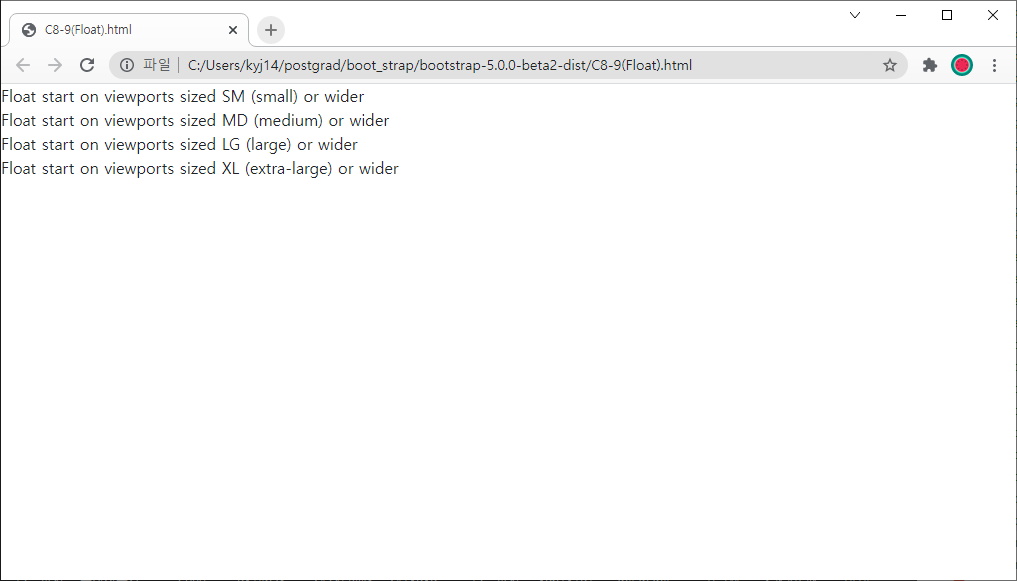 C8-9(Float).html
파일 C:/Users/kyj14/postgrad/boot_strap/bootstrap-5.0.0-beta2-dist/C8-9(Float).html
Float start on viewports sized SM (small) or wider
Float start on viewports sized MD (medium) or wider
Float start on viewports sized LG (large) or wider
Float start on viewports sized XL (extra-large) or wider